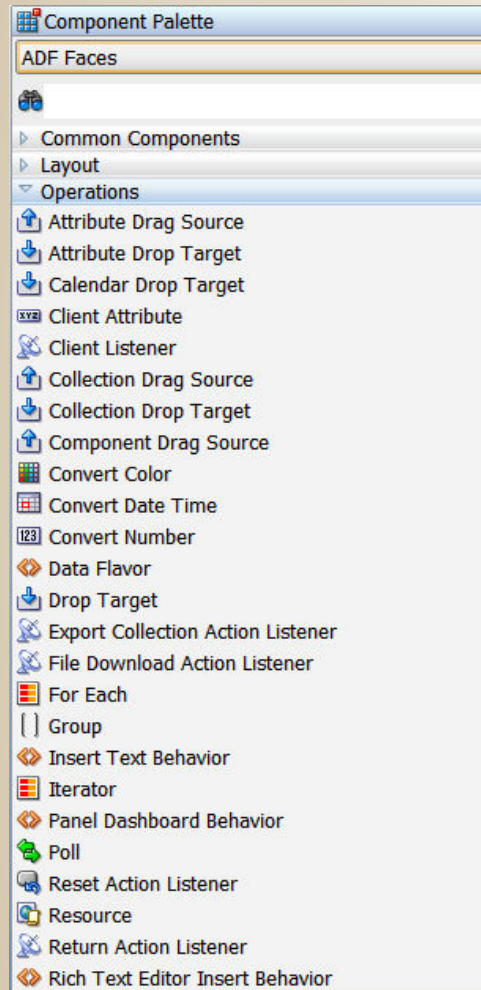 Component Palette
ADF Faces
Common Components
Layout
Operations
Attribute Drag Source
Attribute Drop Target
Calendar Drop Target
XYZ Client Attribute
Client Listener
Collection Drag Source
Collection Drop Target
Component Drag Source
Convert Color
Convert Date Time
123 Convert Number
Data Flavor
Drop Target
Export Collection Action Listener
File Download Action Listener
For Each
Group
Insert Text Behavior
Iterator
Panel Dashboard Behavior
Poll
Reset Action Listener
Resource
Return Action Listener
Rich Text Editor Insert Behavior